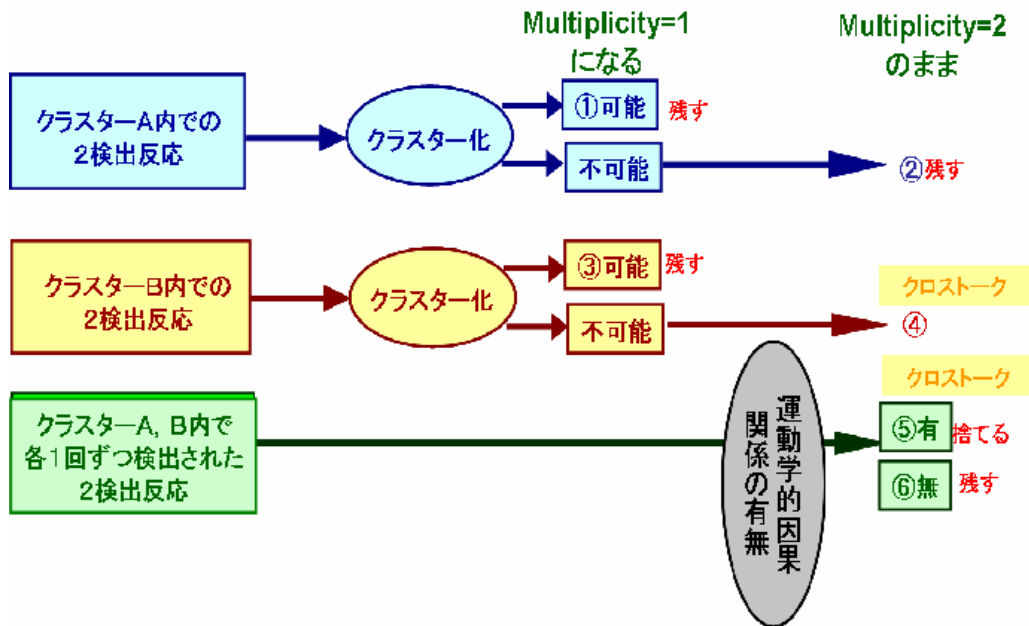 Multiplicity=1
になる
Multiplicity=2
のまま
クラスターA内での
2検出反応
クラスター化
①可能
残す
不可能
②残す
クラスターB内での
2検出反応
クラスター化
③可能
残す
不可能
クロストーク
④
クラスターA, B内で
各1回ずつ検出された
2検出反応
運動学的因果
関係の有無
クロストーク
⑤有
捨てる
⑥無
残す